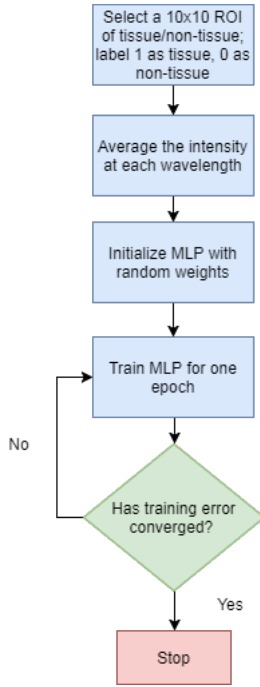 Select a 10x10 ROI
of tissue/non-tissue;
label 1 as tissue, 0 as
non-tissue
Average the intensity
at each wavelength
Initialize MLP with
random weights
Train MLP for one
epoch
No
Has training error
converged?
Yes
Stop